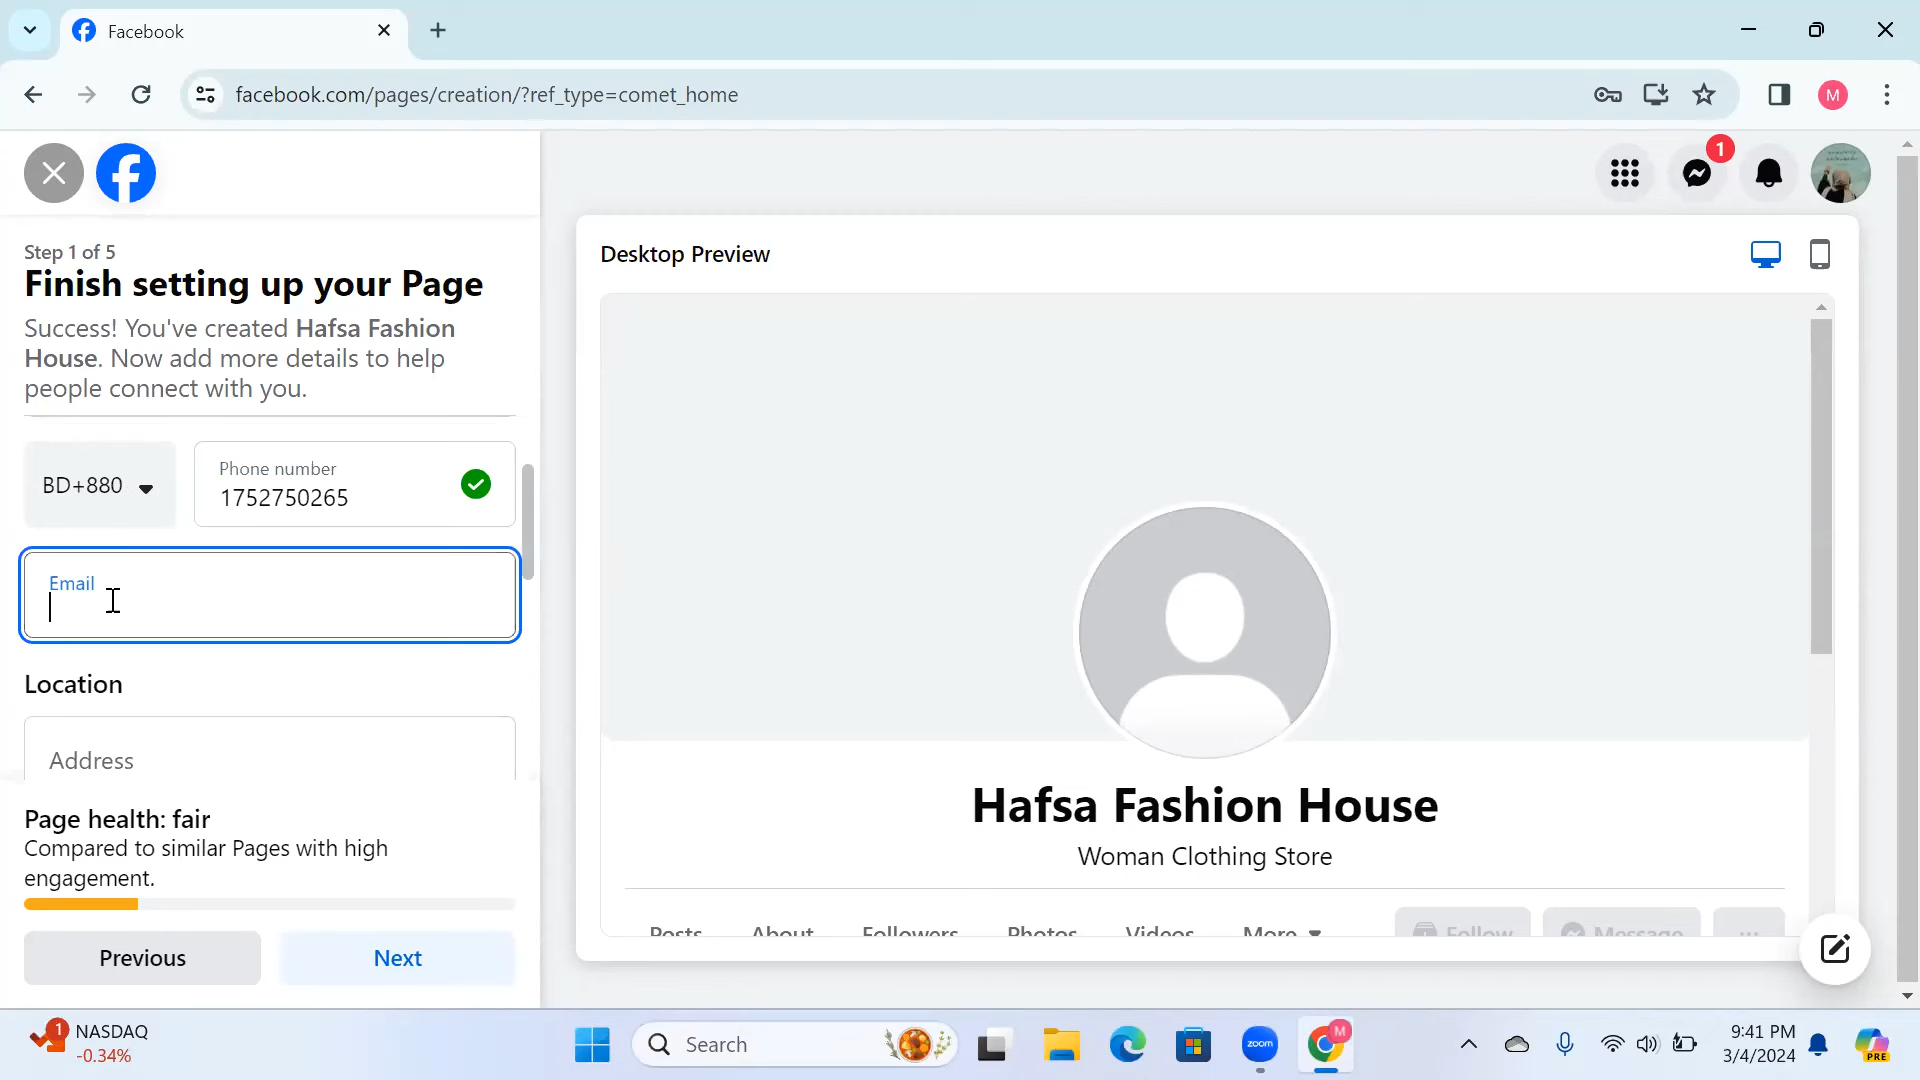 Facebook
facebook.com/pages/creation/?ref_type=comet_home
M
1
Step 1 of 5
Finish setting up your Page
Success! You've created Hafsa Fashion
House. Now add more details to help
people connect with you.
BD+880
Phone number
1752750265
Email
Location
Address
Page health: fair
Compared to similar Pages with high
engagement.
Previous
Next
Desktop Preview
Hafsa Fashion House
Woman Clothing Store
Posts About Followers Photos Videos More
Follow
Message
1
NASDAQ
-0.34%
Search
zoom
M
9:41 PM
3/4/2024
PRE